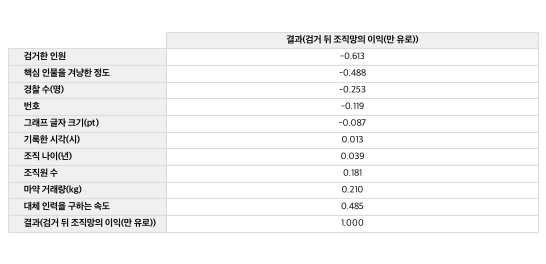 결과(검거 뒤 조직망의 이익(만 유로))
검거한 인원 -0.613
핵심 인물을 겨냥한 정도 -0.488
경찰 수(명) -0.253
번호 -0.119
그래프 글자 크기(pt) -0.087
기록한 시각(시) 0.013
조직 나이(년) 0.039
조직원 수 0.181
마약 거래량(kg) 0.210
대체 인력을 구하는 속도 0.485
결과(검거 뒤 조직망의 이익(만 유로)) 1.000